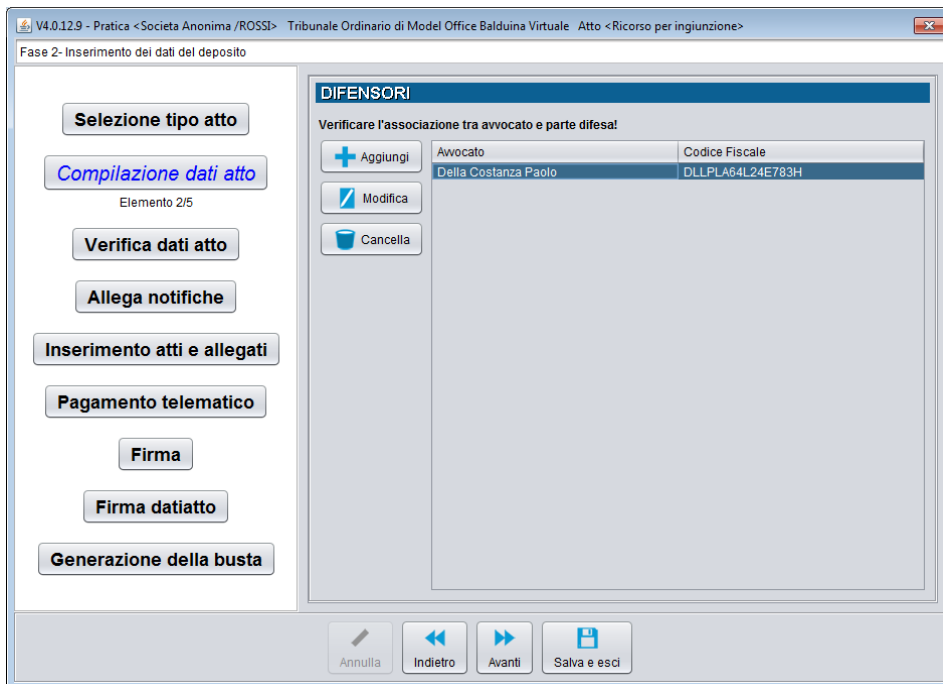 V4.0.12.9 - Pratica <Societa Anonima /ROSSI>   Tribunale Ordinario di Model Office Balduina Virtuale   Atto <Ricorso per ingiunzione>
Fase 2- Inserimento dei dati del deposito
Selezione tipo atto
Compilazione dati atto
Elemento 2/5
Verifica dati atto
Allega notifiche
Inserimento atti e allegati
Pagamento telematico
Firma
Firma datiatto
Generazione della busta
DIFENSORI
Verificare l'associazione tra avvocato e parte difesa!
Aggiungi
Modifica
Cancella
Avvocato Codice Fiscale
Della Costanza Paolo DLLPLA64L24E783H
Annulla Indietro Avanti Salva e esci